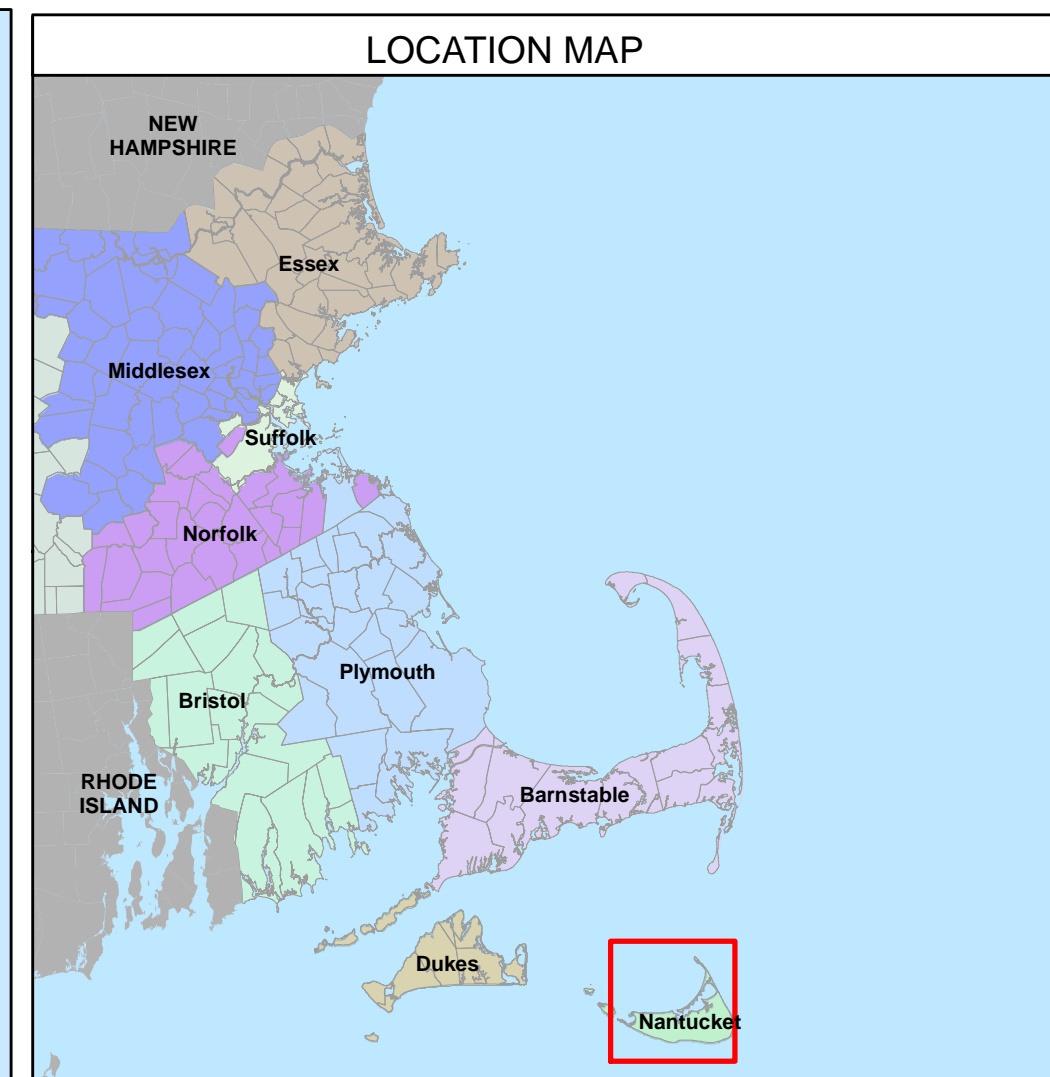 LOCATION MAP
NEW
HAMPSHIRE
Essex
Middlesex
Suffolk
Norfolk
Plymouth
Bristol
RHODE
ISLAND
Barnstable
Dukes
Nantucket